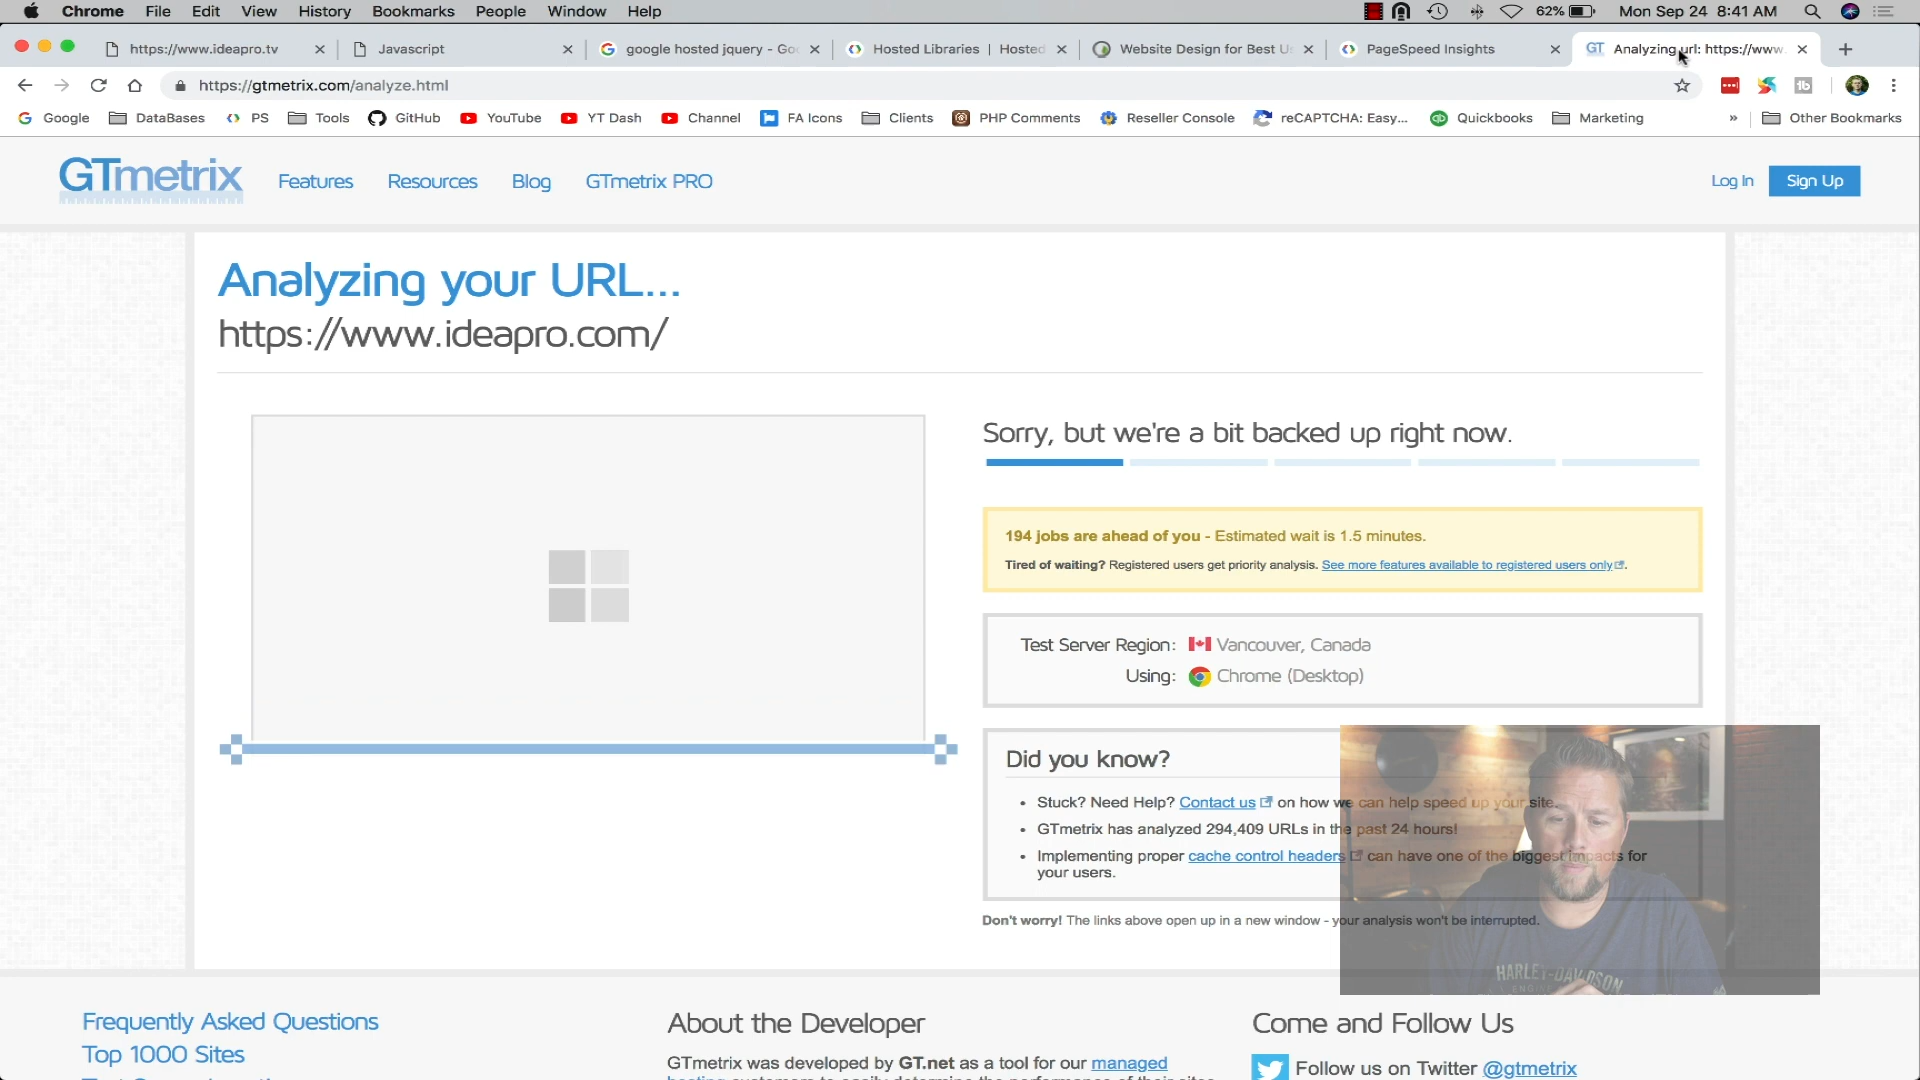 Chrome File Edit View History Bookmarks People Window Help
62% Mon Sep 24 8:41 AM
https://www.ideapro.tv
Javascript
google hosted jquery - Goo
Hosted Libraries | Hosted
Website Design for Best Us
PageSpeed Insights
GT Analyzing url: https://www.
https://gtmetrix.com/analyze.html
Google DataBases PS Tools GitHub YouTube YT Dash Channel FA Icons Clients PHP Comments Reseller Console reCAPTCHA: Easy... Quickbooks Marketing » Other Bookmarks
GTmetrix Features Resources Blog GTmetrix PRO
Log In Sign Up
Analyzing your URL...
https://www.ideapro.com/
Sorry, but we're a bit backed up right now.
194 jobs are ahead of you - Estimated wait is 1.5 minutes.
Tired of waiting? Registered users get priority analysis. See more features available to registered users only.
Test Server Region: Vancouver, Canada
Using: Chrome (Desktop)
Did you know?
• Stuck? Need Help? Contact us on how we can help speed up your site.
• GTmetrix has analyzed 294,409 URLs in the past 24 hours!
• Implementing proper cache control headers can have one of the biggest impacts for
your users.
Don't worry! The links above open up in a new window - your analysis won't be interrupted.
HARLEY-DAVIDSON
Frequently Asked Questions
Top 1000 Sites
About the Developer
GTmetrix was developed by GT.net as a tool for our managed
Come and Follow Us
Follow us on Twitter @gtmetrix